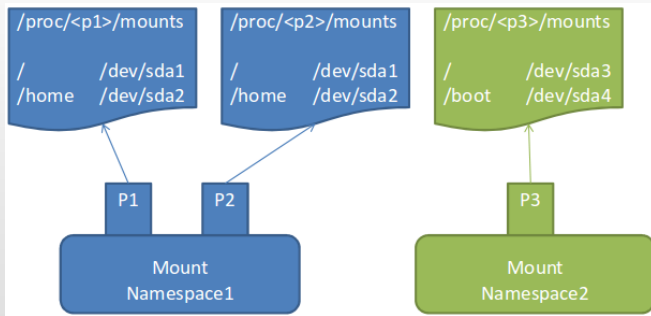 /proc/<p1>/mounts
/ /dev/sda1
/home /dev/sda2
/proc/<p2>/mounts
/ /dev/sda1
/home /dev/sda2
/proc/<p3>/mounts
/ /dev/sda3
/boot /dev/sda4
P1
P2
P3
Mount
Namespace1
Mount
Namespace2